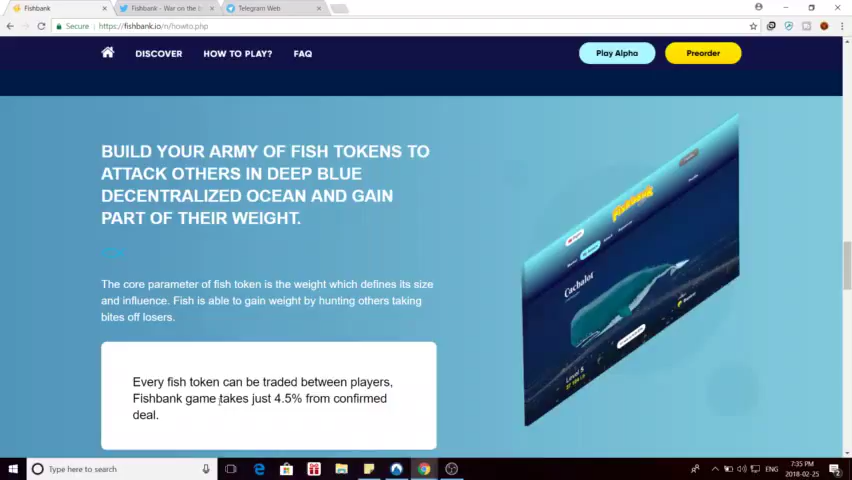 Fishbank
Fishbank - War on the b
Telegram Web
Secure
https://fishbank.io/n/howto.php
DISCOVER
HOW TO PLAY?
FAQ
Play Alpha
Preorder
BUILD YOUR ARMY OF FISH TOKENS TO
ATTACK OTHERS IN DEEP BLUE
DECENTRALIZED OCEAN AND GAIN
PART OF THEIR WEIGHT.
The core parameter of fish token is the weight which defines its size
and influence. Fish is able to gain weight by hunting others taking
bites off losers.
Every fish token can be traded between players,
Fishbank game takes just 4.5% from confirmed
deal.
Fishbank
Cachalot
Level 5
Type here to search
ENG
7:35 PM
2018-02-25